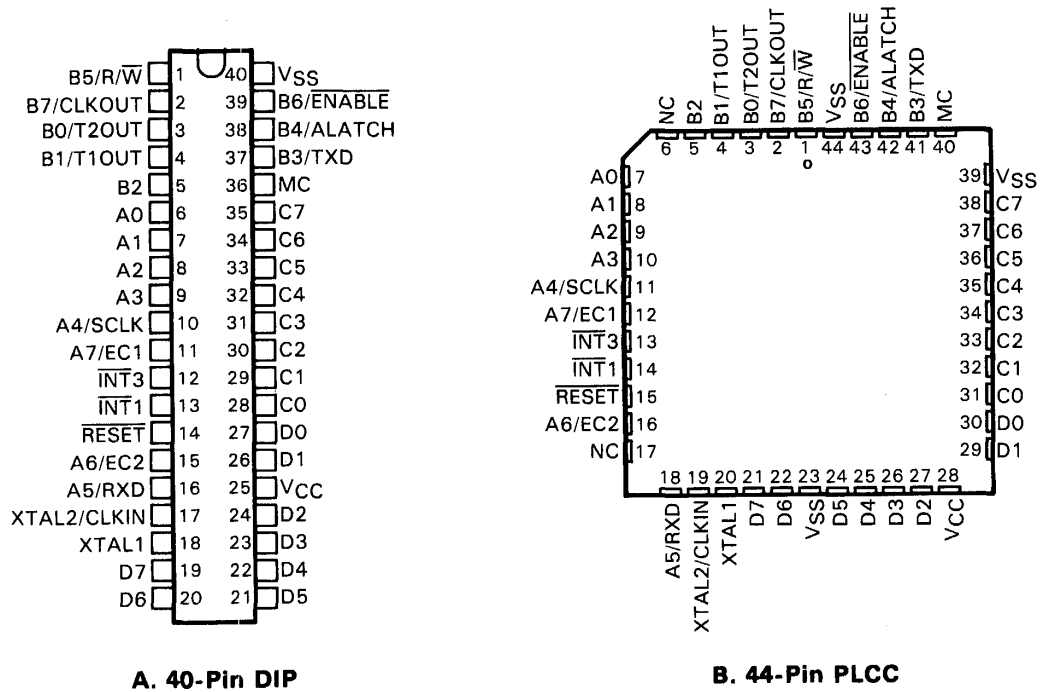 B5/R/W̅ 1 40 VSS
B7/CLKOUT 2 39 B6/E̅N̅A̅B̅L̅E̅
B0/T2OUT 3 38 B4/ALATCH
B1/T1OUT 4 37 B3/TXD
B2 5 36 MC
A0 6 35 C7
A1 7 34 C6
A2 8 33 C5
A3 9 32 C4
A4/SCLK 10 31 C3
A7/EC1 11 30 C2
I̅N̅T̅3 12 29 C1
I̅N̅T̅1 13 28 C0
R̅E̅S̅E̅T̅ 14 27 D0
A6/EC2 15 26 D1
A5/RXD 16 25 VCC
XTAL2/CLKIN 17 24 D2
XTAL1 18 23 D3
D7 19 22 D4
D6 20 21 D5
A. 40-Pin DIP
NC B2 B1/T1OUT B0/T2OUT B7/CLKOUT B5/R/W̅ VSS B6/E̅N̅A̅B̅L̅E̅ B4/ALATCH B3/TXD MC
6 5 4 3 2 1 44 43 42 41 40
A0 7 39 VSS
A1 8 38 C7
A2 9 37 C6
A3 10 36 C5
A4/SCLK 11 35 C4
A7/EC1 12 34 C3
I̅N̅T̅3 13 33 C2
I̅N̅T̅1 14 32 C1
R̅E̅S̅E̅T̅ 15 31 C0
A6/EC2 16 30 D0
NC 17 29 D1
18 19 20 21 22 23 24 25 26 27 28
A5/RXD XTAL2/CLKIN XTAL1 D7 D6 VSS D5 D4 D3 D2 VCC
B. 44-Pin PLCC